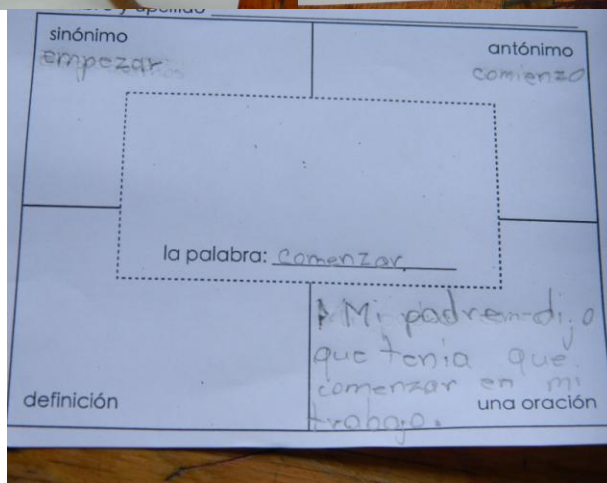 apellido
sinónimo
empezar
antónimo
comienzo
la palabra: comenzar.
Mi padre dijo
que tenia que
comenzar en mi
trabajo.
definición
una oración